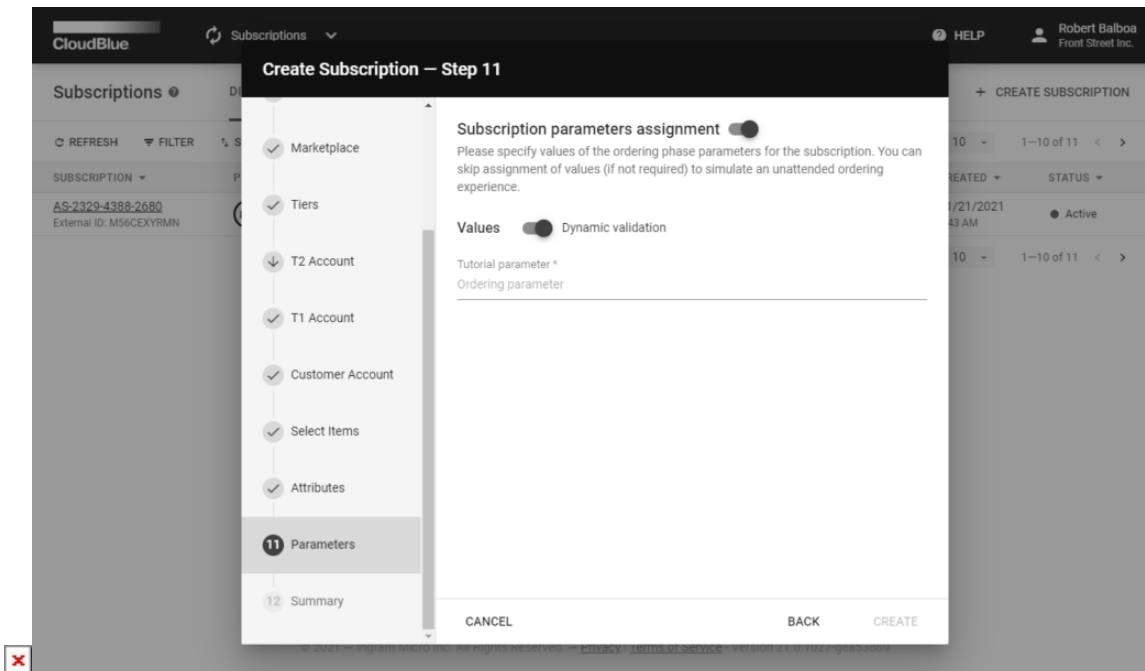 CloudBlue
Subscriptions
HELP
Robert Balboa
Front Street Inc.
Create Subscription — Step 11
Subscriptions
CREATE SUBSCRIPTION
REFRESH
FILTER
10
1–10 of 11
SUBSCRIPTION
STATUS
AS-2329-4388-2680
External ID: M56CEXYRMN
/21/2021
43 AM
Active
10
1–10 of 11
Marketplace
Tiers
T2 Account
T1 Account
Customer Account
Select Items
Attributes
11 Parameters
12 Summary
Subscription parameters assignment
Please specify values of the ordering phase parameters for the subscription. You can
skip assignment of values (if not required) to simulate an unattended ordering
experience.
Values Dynamic validation
Tutorial parameter *
Ordering parameter
CANCEL
BACK
CREATE
© 2021 — Ingram Micro Inc. All Rights Reserved. — Privacy | Terms of Service